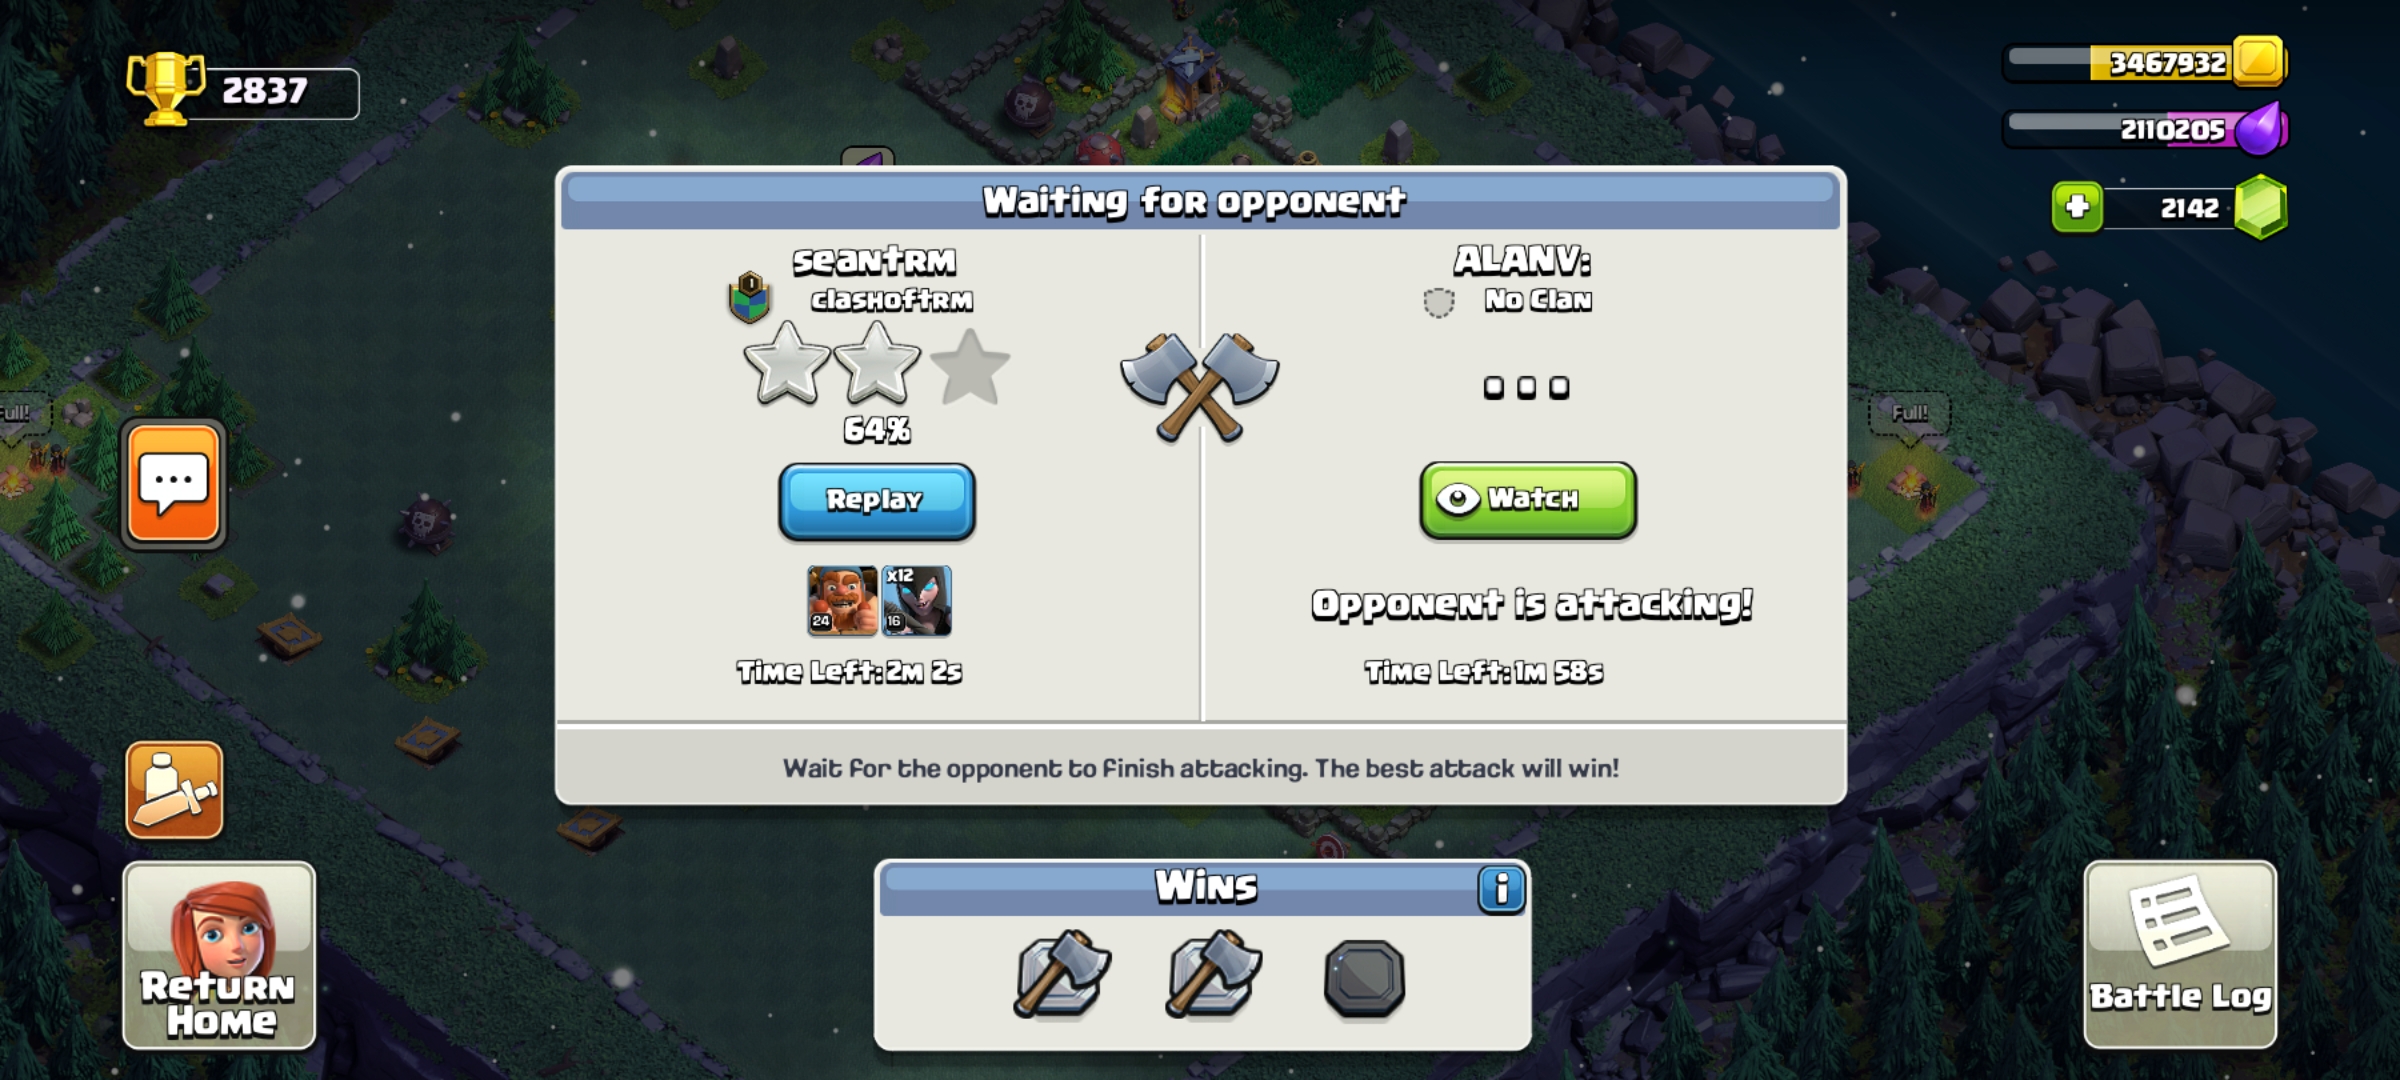 2837
3467932
2110205
2142
Waiting for opponent
seantrm
clashoftrm
1
64%
Replay
24
x12
16
Time Left: 2m 2s
ALANV:
No Clan
Watch
Opponent is attacking!
Time Left: 1m 58s
Wait for the opponent to finish attacking. The best attack will win!
Full!
Full!
Wins
i
Return
Home
Battle Log